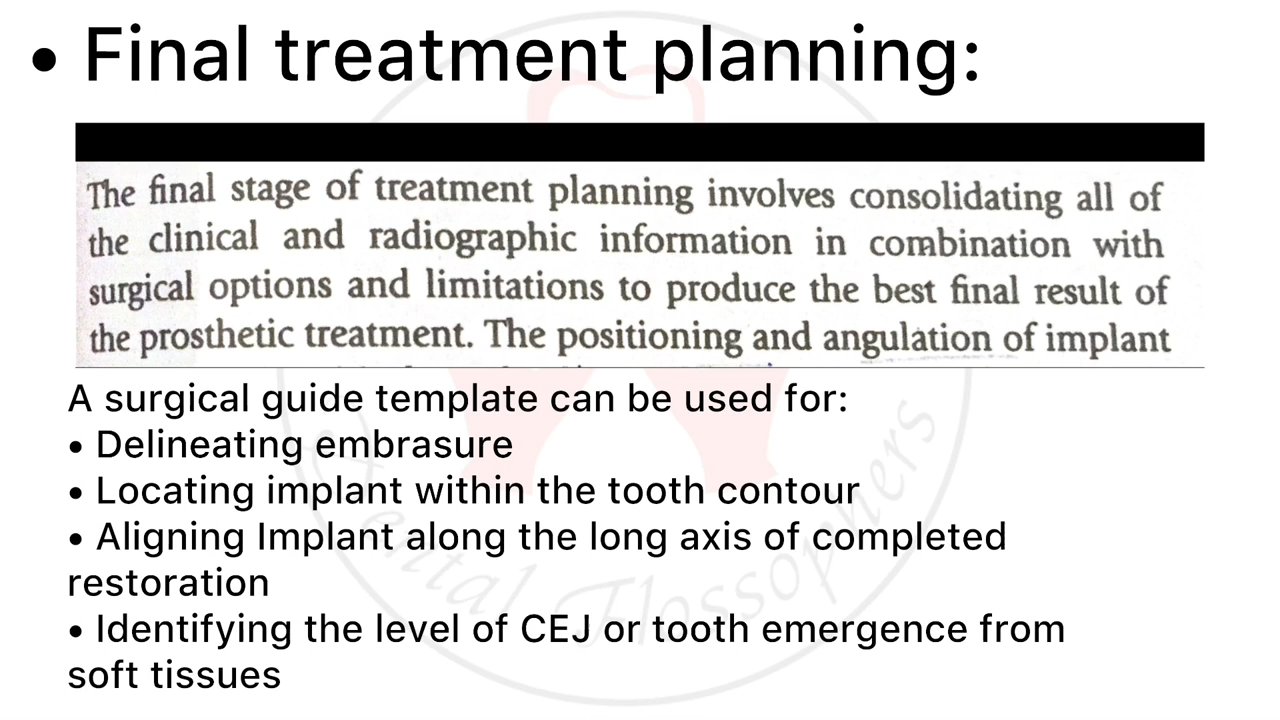 • Final treatment planning:
The final stage of treatment planning involves consolidating all of
the clinical and radiographic information in combination with
surgical options and limitations to produce the best final result of
the prosthetic treatment. The positioning and angulation of implant
A surgical guide template can be used for:
• Delineating embrasure
• Locating implant within the tooth contour
• Aligning Implant along the long axis of completed
restoration
• Identifying the level of CEJ or tooth emergence from
soft tissues
Dental Flossophers